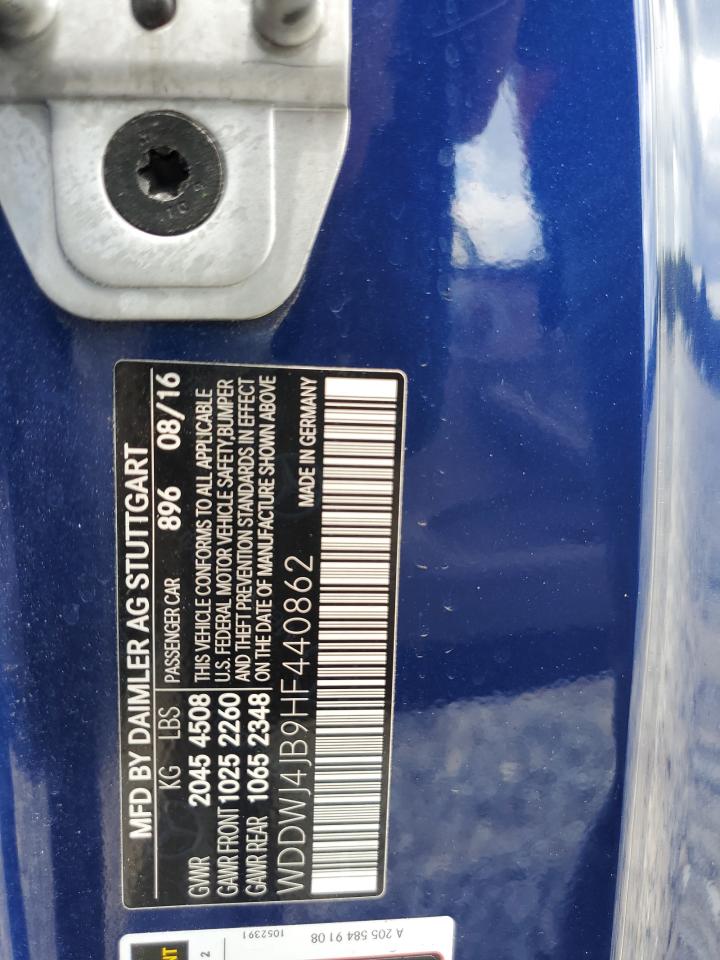 MFD BY DAIMLER AG STUTTGART
KG LBS PASSENGER CAR 896 08/16
GVWR 2045 4508 THIS VEHICLE CONFORMS TO ALL APPLICABLE
GAWR FRONT 1025 2260 U.S. FEDERAL MOTOR VEHICLE SAFETY, BUMPER
GAWR REAR 1065 2348 AND THEFT PREVENTION STANDARDS IN EFFECT
ON THE DATE OF MANUFACTURE SHOWN ABOVE
WDDWJ4JB9HF440862 MADE IN GERMANY
A 205 584 91 08
1052391
2